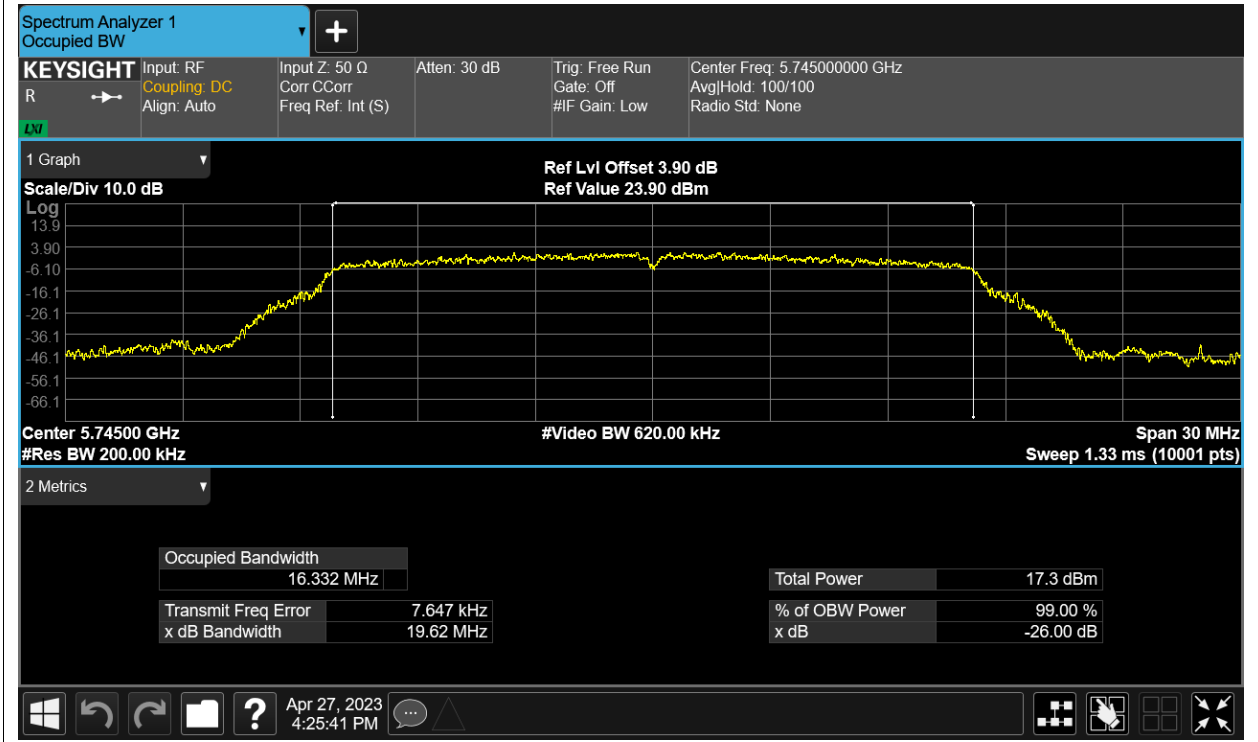 Spectrum Analyzer 1
Occupied BW
KEYSIGHT
R
LXI
Input: RF
Coupling: DC
Align: Auto
Input Z: 50 Ω
Corr CCorr
Freq Ref: Int (S)
Atten: 30 dB
Trig: Free Run
Gate: Off
#IF Gain: Low
Center Freq: 5.745000000 GHz
Avg|Hold: 100/100
Radio Std: None
1 Graph
Scale/Div 10.0 dB
Ref Lvl Offset 3.90 dB
Ref Value 23.90 dBm
Log
13.9
3.90
-6.10
-16.1
-26.1
-36.1
-46.1
-56.1
-66.1
Center 5.74500 GHz
#Res BW 200.00 kHz
#Video BW 620.00 kHz
Span 30 MHz
Sweep 1.33 ms (10001 pts)
2 Metrics
Occupied Bandwidth
16.332 MHz
Transmit Freq Error 7.647 kHz
x dB Bandwidth 19.62 MHz
Total Power 17.3 dBm
% of OBW Power 99.00 %
x dB -26.00 dB
?
Apr 27, 2023
4:25:41 PM